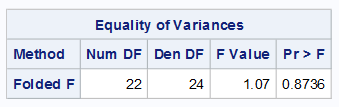 Equality of Variances
Method Num DF Den DF F Value Pr > F
Folded F 22 24 1.07 0.8736